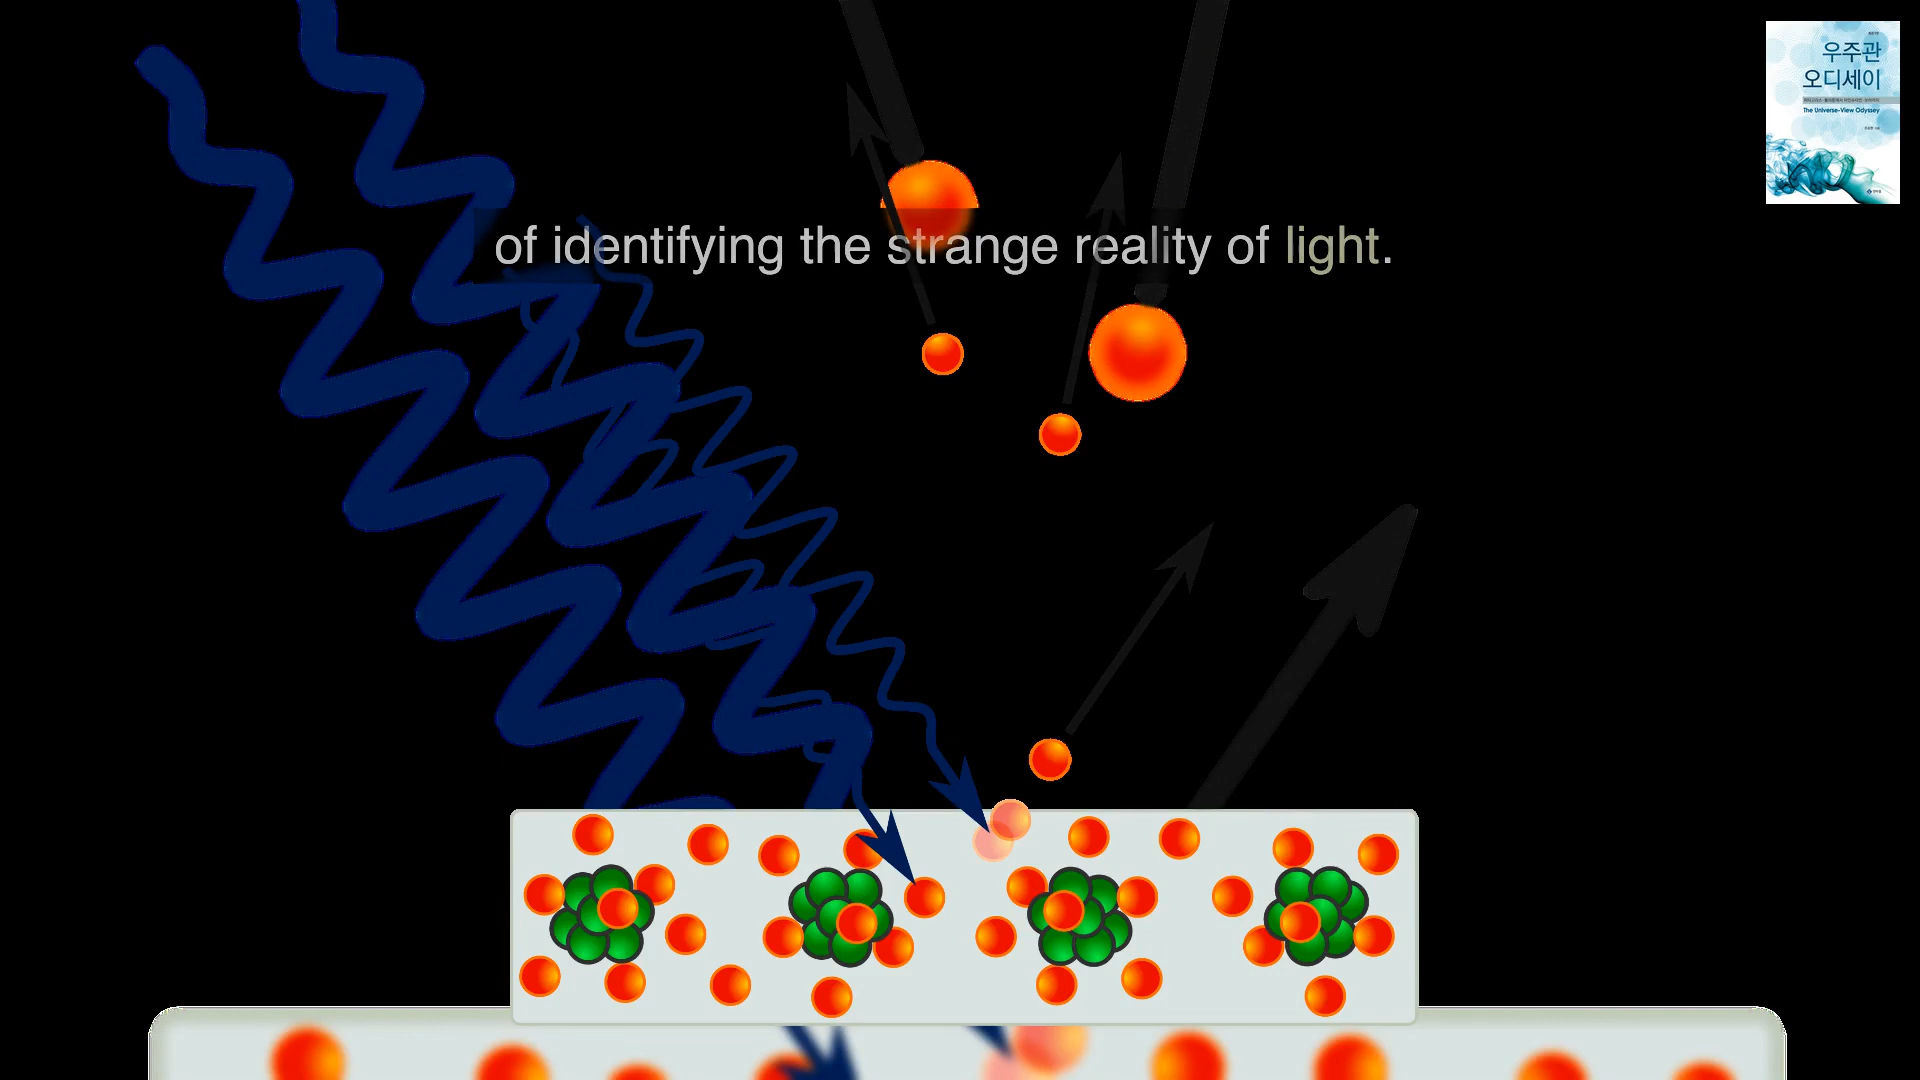 of identifying the strange reality of light.
우주관
오디세이
The Universe-View Odyssey